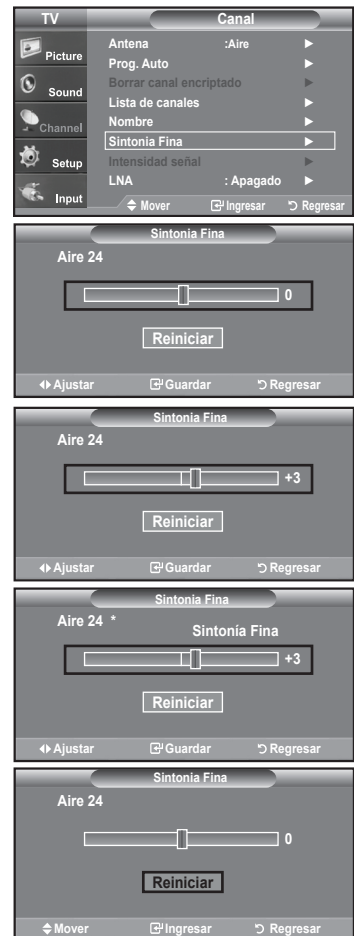 TV Canal
Picture
Sound
Channel
Setup
Input
Antena :Aire ►
Prog. Auto ►
Borrar canal encriptado ►
Lista de canales ►
Nombre ►
Sintonia Fina ►
Intensidad señal ►
LNA : Apagado ►
Mover Ingresar Regresar
Sintonia Fina
Aire 24
0
Reiniciar
Ajustar Guardar Regresar
Sintonia Fina
Aire 24
+3
Reiniciar
Ajustar Guardar Regresar
Sintonia Fina
Aire 24 *
Sintonía Fina
+3
Reiniciar
Ajustar Guardar Regresar
Sintonia Fina
Aire 24
0
Reiniciar
Mover Ingresar Regresar